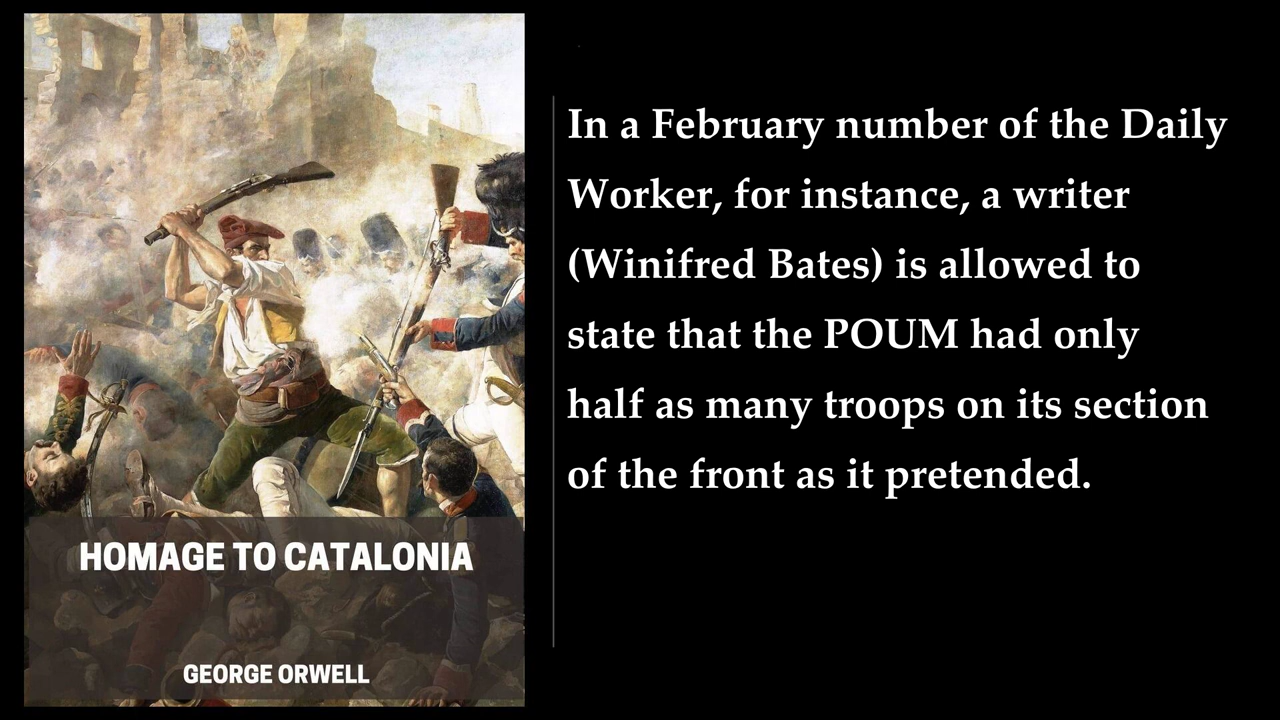 HOMAGE TO CATALONIA
GEORGE ORWELL
In a February number of the Daily
Worker, for instance, a writer
(Winifred Bates) is allowed to
state that the POUM had only
half as many troops on its section
of the front as it pretended.